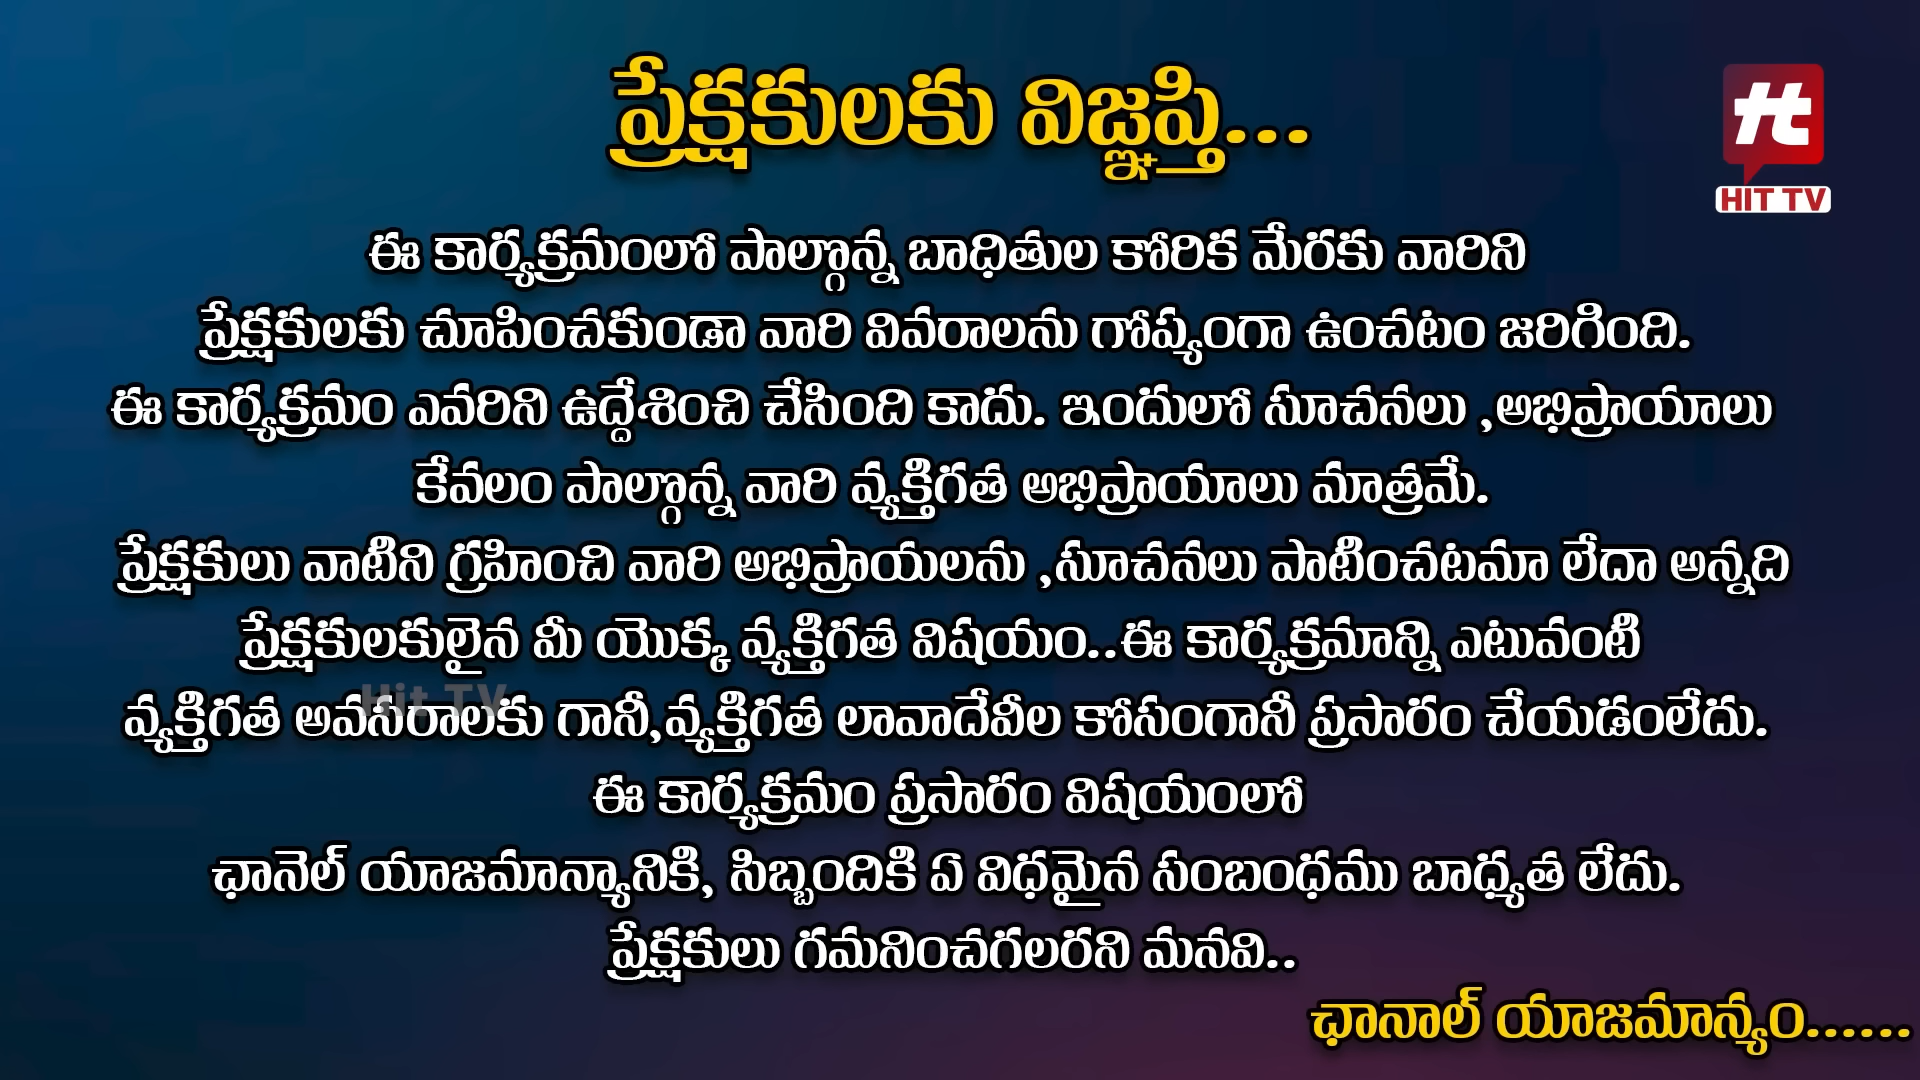 ప్రేక్షకులకు విజ్ఞప్తి...
HIT TV
ఈ కార్యక్రమంలో పాల్గొన్న బాధితుల కోరిక మేరకు వారిని
ప్రేక్షకులకు చూపించకుండా వారి వివరాలను గోప్యంగా ఉంచటం జరిగింది.
ఈ కార్యక్రమం ఎవరిని ఉద్దేశించి చేసింది కాదు. ఇందులో సూచనలు ,అభిప్రాయాలు
కేవలం పాల్గొన్న వారి వ్యక్తిగత అభిప్రాయాలు మాత్రమే.
ప్రేక్షకులు వాటిని గ్రహించి వారి అభిప్రాయలను ,సూచనలు పాటించటమా లేదా అన్నది
ప్రేక్షకులకులైన మీ యొక్క వ్యక్తిగత విషయం..ఈ కార్యక్రమాన్ని ఎటువంటి
Hit TV
వ్యక్తిగత అవసరాలకు గానీ,వ్యక్తిగత లావాదేవీల కోసంగానీ ప్రసారం చేయడంలేదు.
ఈ కార్యక్రమం ప్రసారం విషయంలో
ఛానెల్ యాజమాన్యానికి, సిబ్బందికి ఏ విధమైన సంబంధము బాధ్యత లేదు.
ప్రేక్షకులు గమనించగలరని మనవి..
ఛానాల్ యాజమాన్యం......